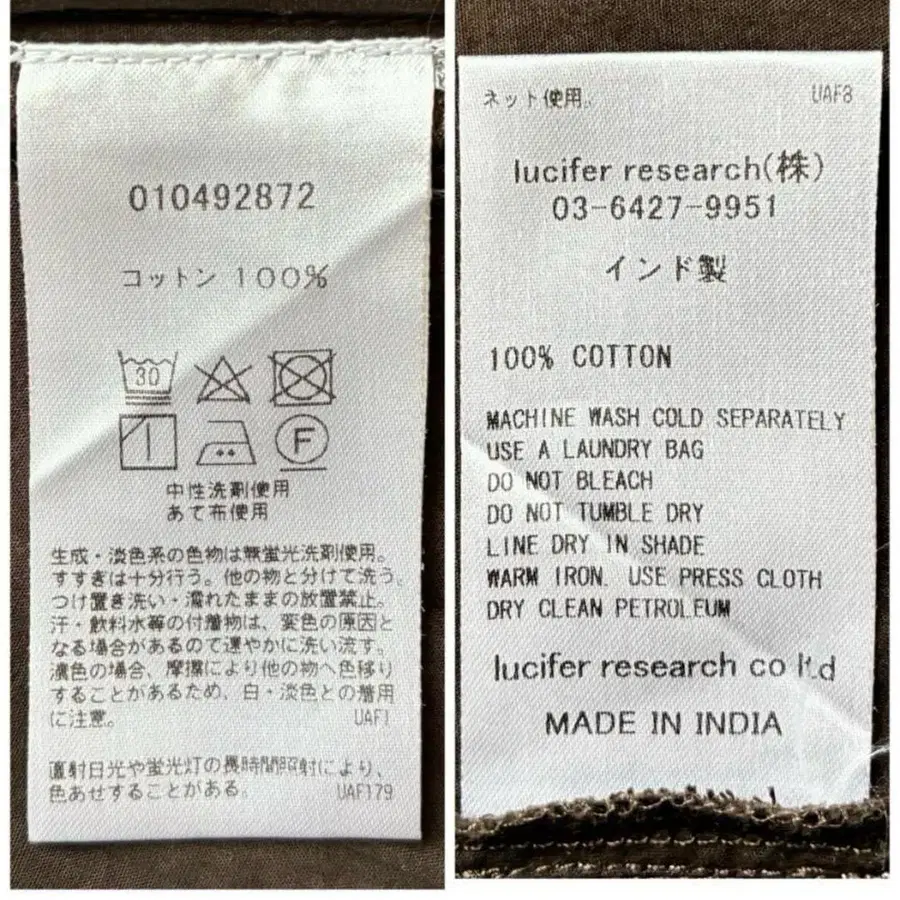 010492872
コットン 100%
30
F
中性洗剤使用
あて布使用
生成・淡色系の色物は無蛍光洗剤使用。
すすぎは十分行う。他の物と分けて洗う。
つけ置き洗い・濡れたままの放置禁止。
汗・飲料水等の付着物は、変色の原因と
なる場合があるので速やかに洗い流す。
濃色の場合、摩擦により他の物へ色移り
することがあるため、白・淡色との着用
に注意。 UAF1
直射日光や蛍光灯の長時間照射により、
色あせすることがある。 UAF179
ネット使用。 UAF8
lucifer research(株)
03-6427-9951
インド製
100% COTTON
MACHINE WASH COLD SEPARATELY
USE A LAUNDRY BAG
DO NOT BLEACH
DO NOT TUMBLE DRY
LINE DRY IN SHADE
WARM IRON. USE PRESS CLOTH
DRY CLEAN PETROLEUM
lucifer research co ltd
MADE IN INDIA